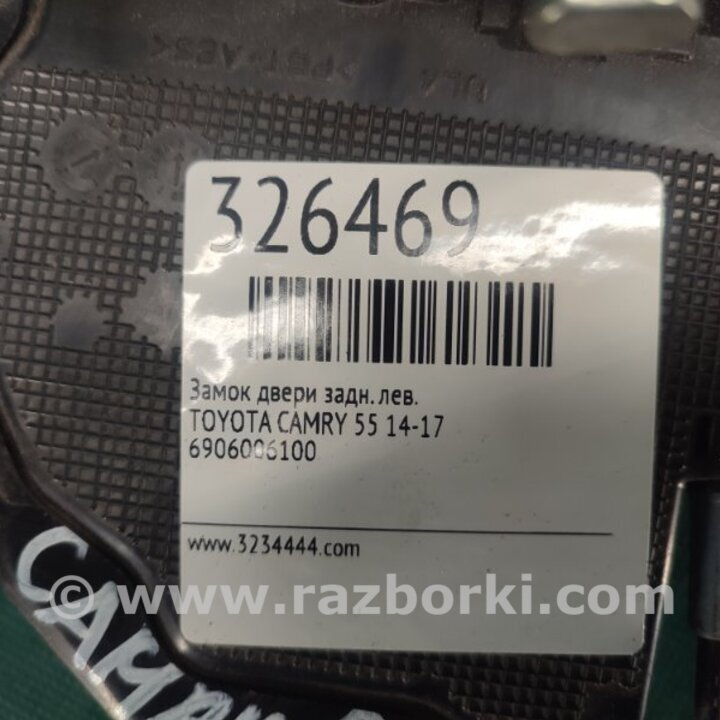 326469
Замок двери задн. лев.
TOYOTA CAMRY 55 14-17
6906006100
www.3234444.com
© www.razborki.com